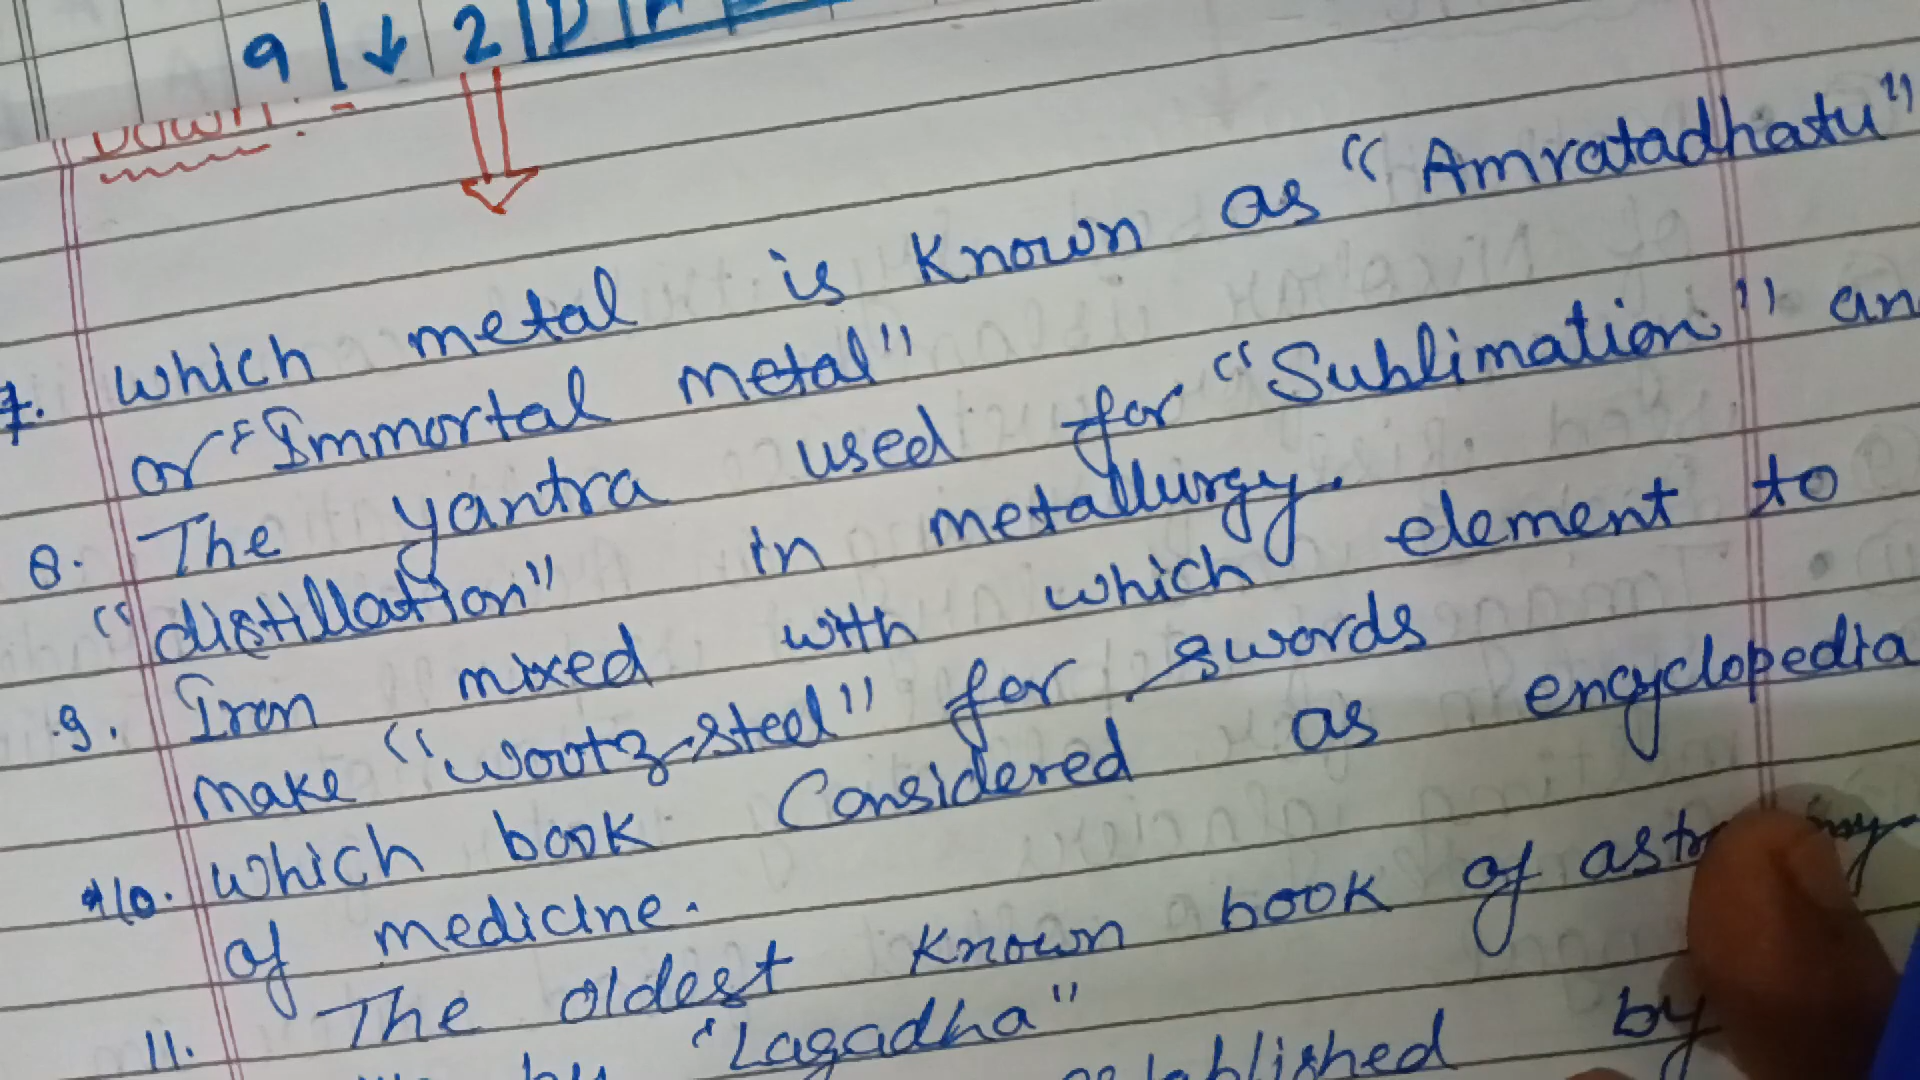 9 | ↓ 2
Down:-
7. which metal is known as "Amratadhatu"
or "Immortal metal"
8. The yantra used for "Sublimation" an
"distillation" in metallurgy.
9. Iron mixed with which element to
make "wootz-steel" for swords
10. which book Considered as encyclopedia
of medicine.
11. The oldest known book of
by "Lagadha"
by